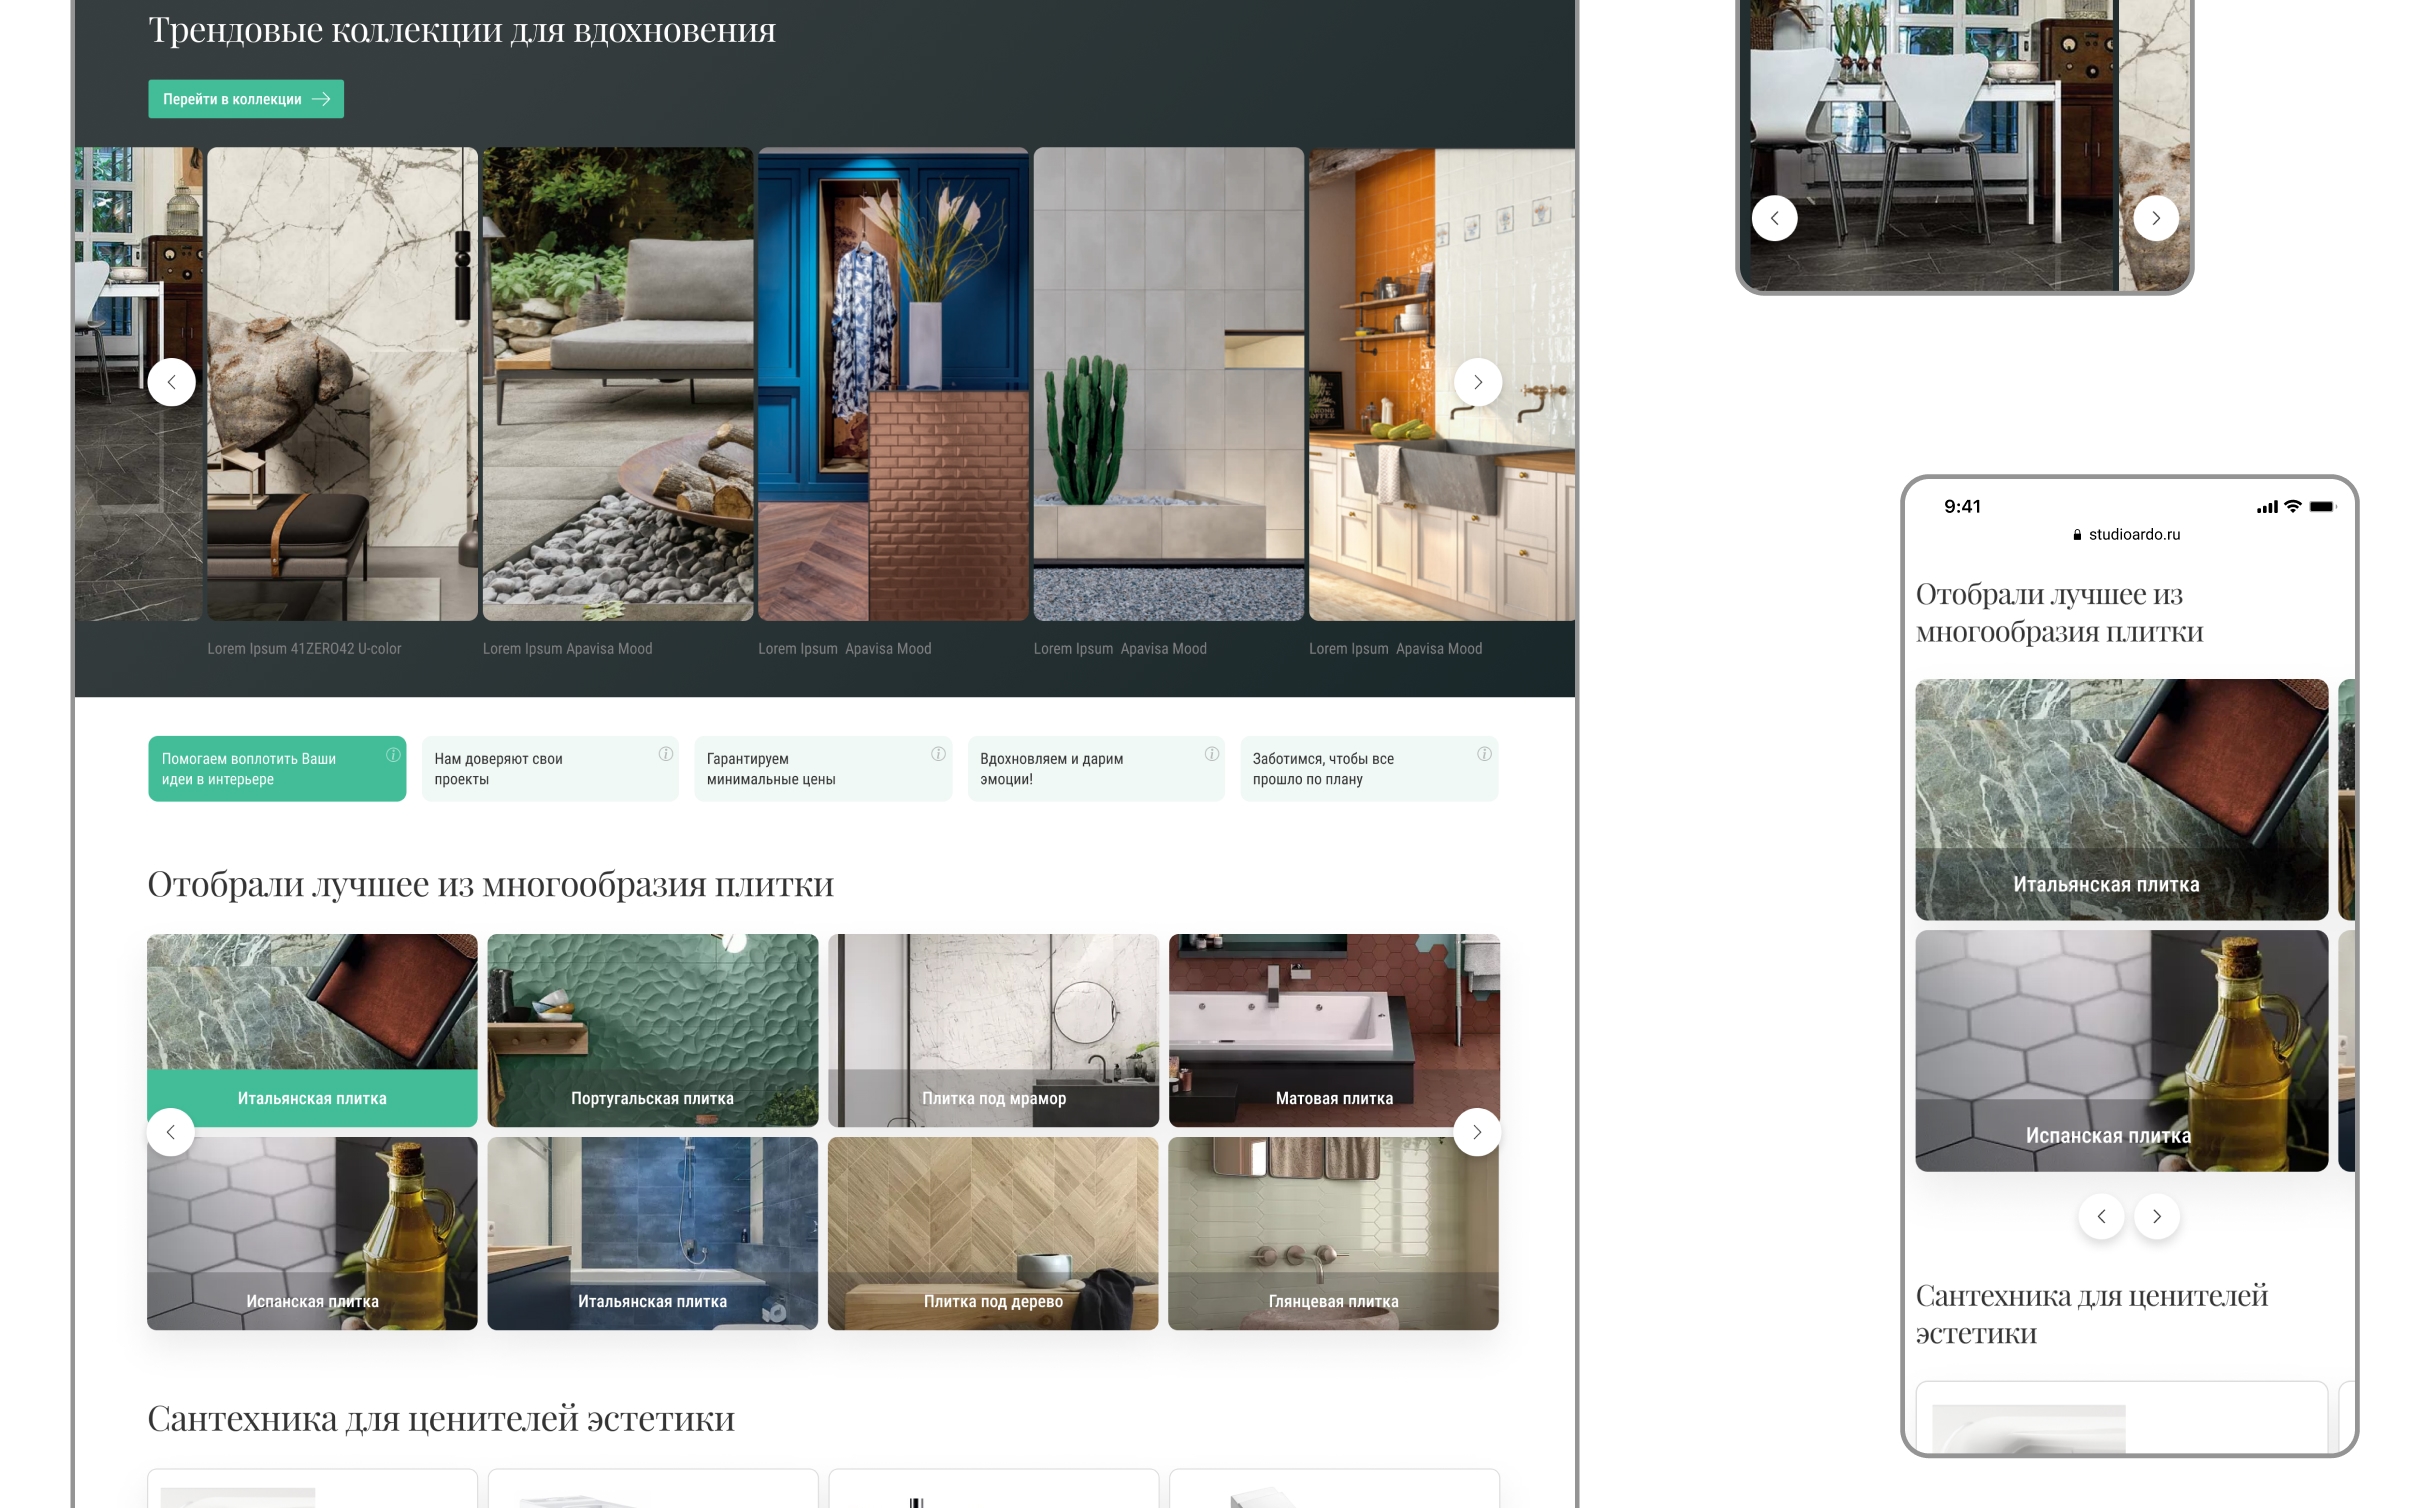 Трендовые коллекции для вдохновения
Перейти в коллекции
Lorem Ipsum 41ZERO42 U-color
Lorem Ipsum Apavisa Mood
Lorem Ipsum  Apavisa Mood
Lorem Ipsum  Apavisa Mood
Lorem Ipsum  Apavisa Mood
Помогаем воплотить Ваши
идеи в интерьере
Нам доверяют свои
проекты
Гарантируем
минимальные цены
Вдохновляем и дарим
эмоции!
Заботимся, чтобы все
прошло по плану
Отобрали лучшее из многообразия плитки
Итальянская плитка
Португальская плитка
Плитка под мрамор
Матовая плитка
Испанская плитка
Итальянская плитка
Плитка под дерево
Глянцевая плитка
Сантехника для ценителей эстетики
9:41
studioardo.ru
Отобрали лучшее из
многообразия плитки
Итальянская плитка
Испанская плитка
Сантехника для ценителей
эстетики